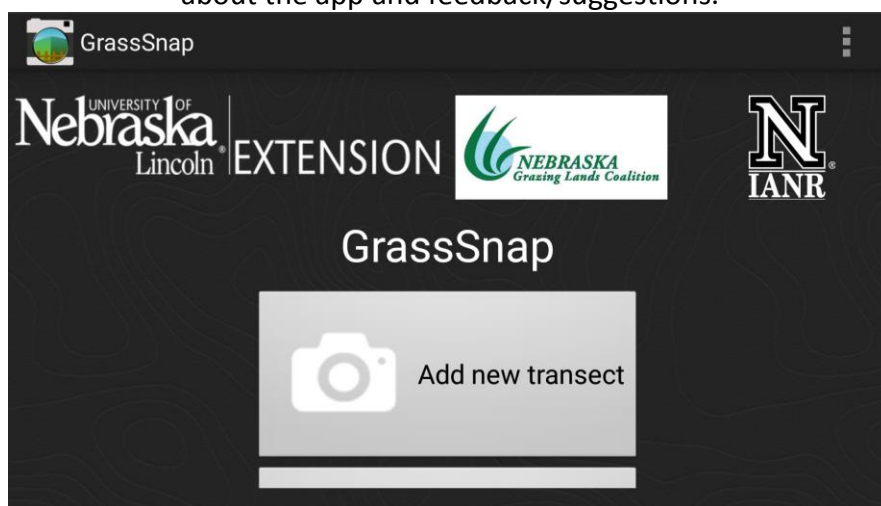 about the app and feedback/suggestions.
GrassSnap
UNIVERSITY OF
Nebraska
Lincoln
®
EXTENSION
NEBRASKA
Grazing Lands Coalition
N
®
IANR
GrassSnap
Add new transect